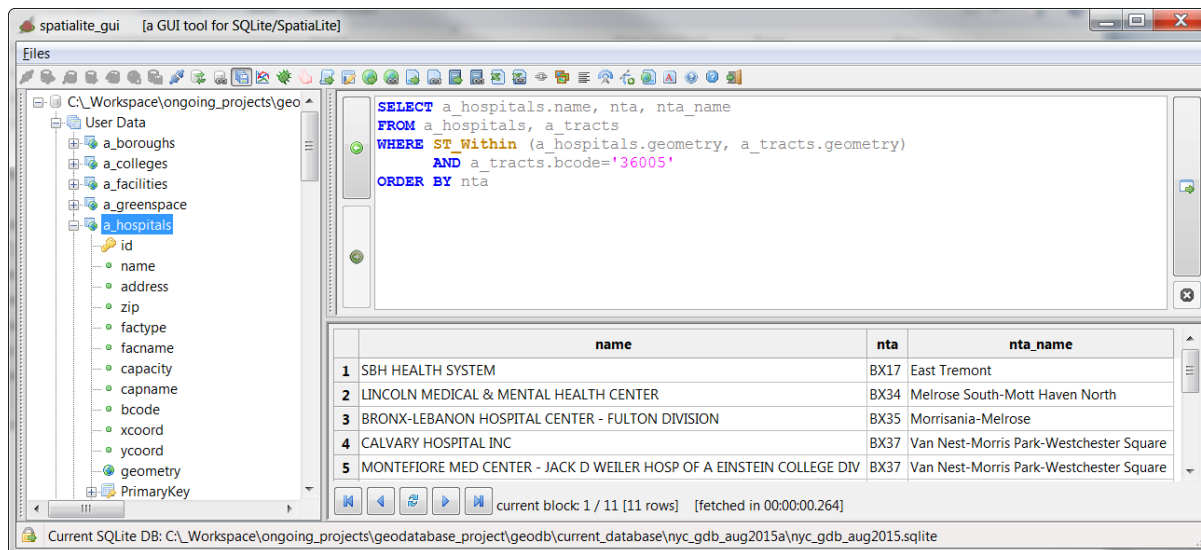 spatialite_gui [a GUI tool for SQLite/SpatiaLite]
Files
C:\_Workspace\ongoing_projects\geo
User Data
a_boroughs
a_colleges
a_facilities
a_greenspace
a_hospitals
id
name
address
zip
factype
facname
capacity
capname
bcode
xcoord
ycoord
geometry
PrimaryKey
SELECT a_hospitals.name, nta, nta_name
FROM a_hospitals, a_tracts
WHERE ST_Within (a_hospitals.geometry, a_tracts.geometry)
AND a_tracts.bcode='36005'
ORDER BY nta
name nta nta_name
1 SBH HEALTH SYSTEM BX17 East Tremont
2 LINCOLN MEDICAL & MENTAL HEALTH CENTER BX34 Melrose South-Mott Haven North
3 BRONX-LEBANON HOSPITAL CENTER - FULTON DIVISION BX35 Morrisania-Melrose
4 CALVARY HOSPITAL INC BX37 Van Nest-Morris Park-Westchester Square
5 MONTEFIORE MED CENTER - JACK D WEILER HOSP OF A EINSTEIN COLLEGE DIV BX37 Van Nest-Morris Park-Westchester Square
current block: 1 / 11 [11 rows] [fetched in 00:00:00.264]
Current SQLite DB: C:\_Workspace\ongoing_projects\geodatabase_project\geodb\current_database\nyc_gdb_aug2015a\nyc_gdb_aug2015.sqlite